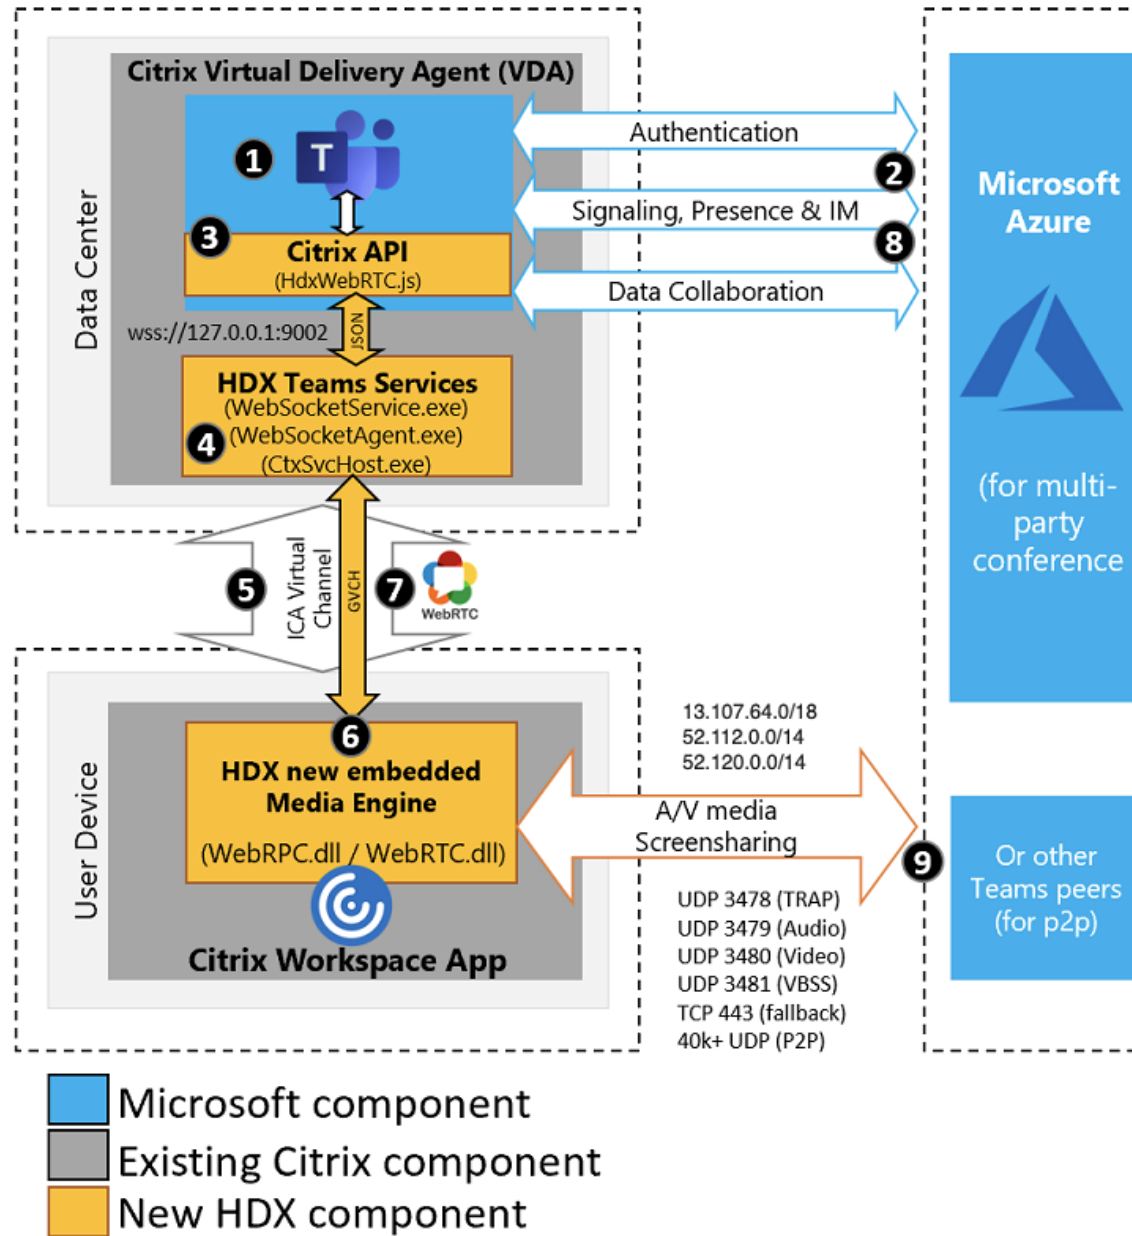 Citrix Virtual Delivery Agent (VDA)
Data Center
1
T
3
Citrix API
(HdxWebRTC.js)
wss://127.0.0.1:9002
JSON
HDX Teams Services
(WebSocketService.exe)
(WebSocketAgent.exe)
(CtxSvcHost.exe)
4
Authentication
2
Signaling, Presence & IM
8
Data Collaboration
Microsoft
Azure
(for multi-
party
conference
5
ICA Virtual
Channel
GVCH
7
WebRTC
User Device
6
HDX new embedded
Media Engine
(WebRPC.dll / WebRTC.dll)
Citrix Workspace App
13.107.64.0/18
52.112.0.0/14
52.120.0.0/14
A/V media
Screensharing
9
UDP 3478 (TRAP)
UDP 3479 (Audio)
UDP 3480 (Video)
UDP 3481 (VBSS)
TCP 443 (fallback)
40k+ UDP (P2P)
Or other
Teams peers
(for p2p)
Microsoft component
Existing Citrix component
New HDX component